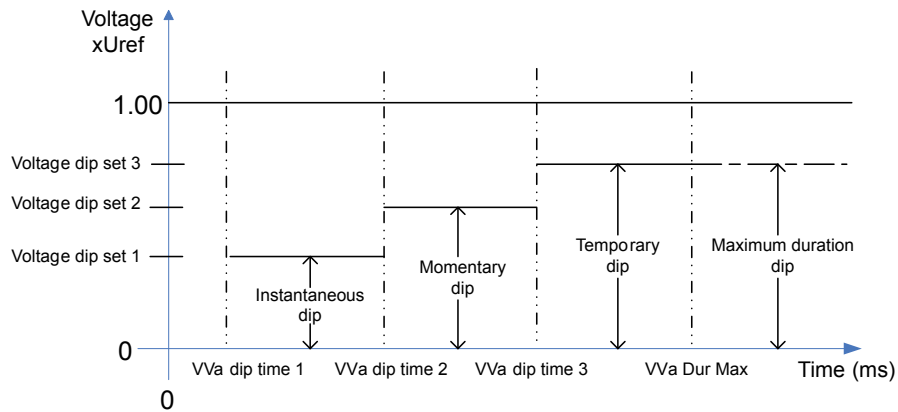 Voltage
xUref
1.00
Voltage dip set 3
Voltage dip set 2
Voltage dip set 1
Temporary
dip
Maximum duration
dip
Momentary
dip
Instantaneous
dip
0
VVa dip time 1
VVa dip time 2
VVa dip time 3
VVa Dur Max
Time (ms)
0